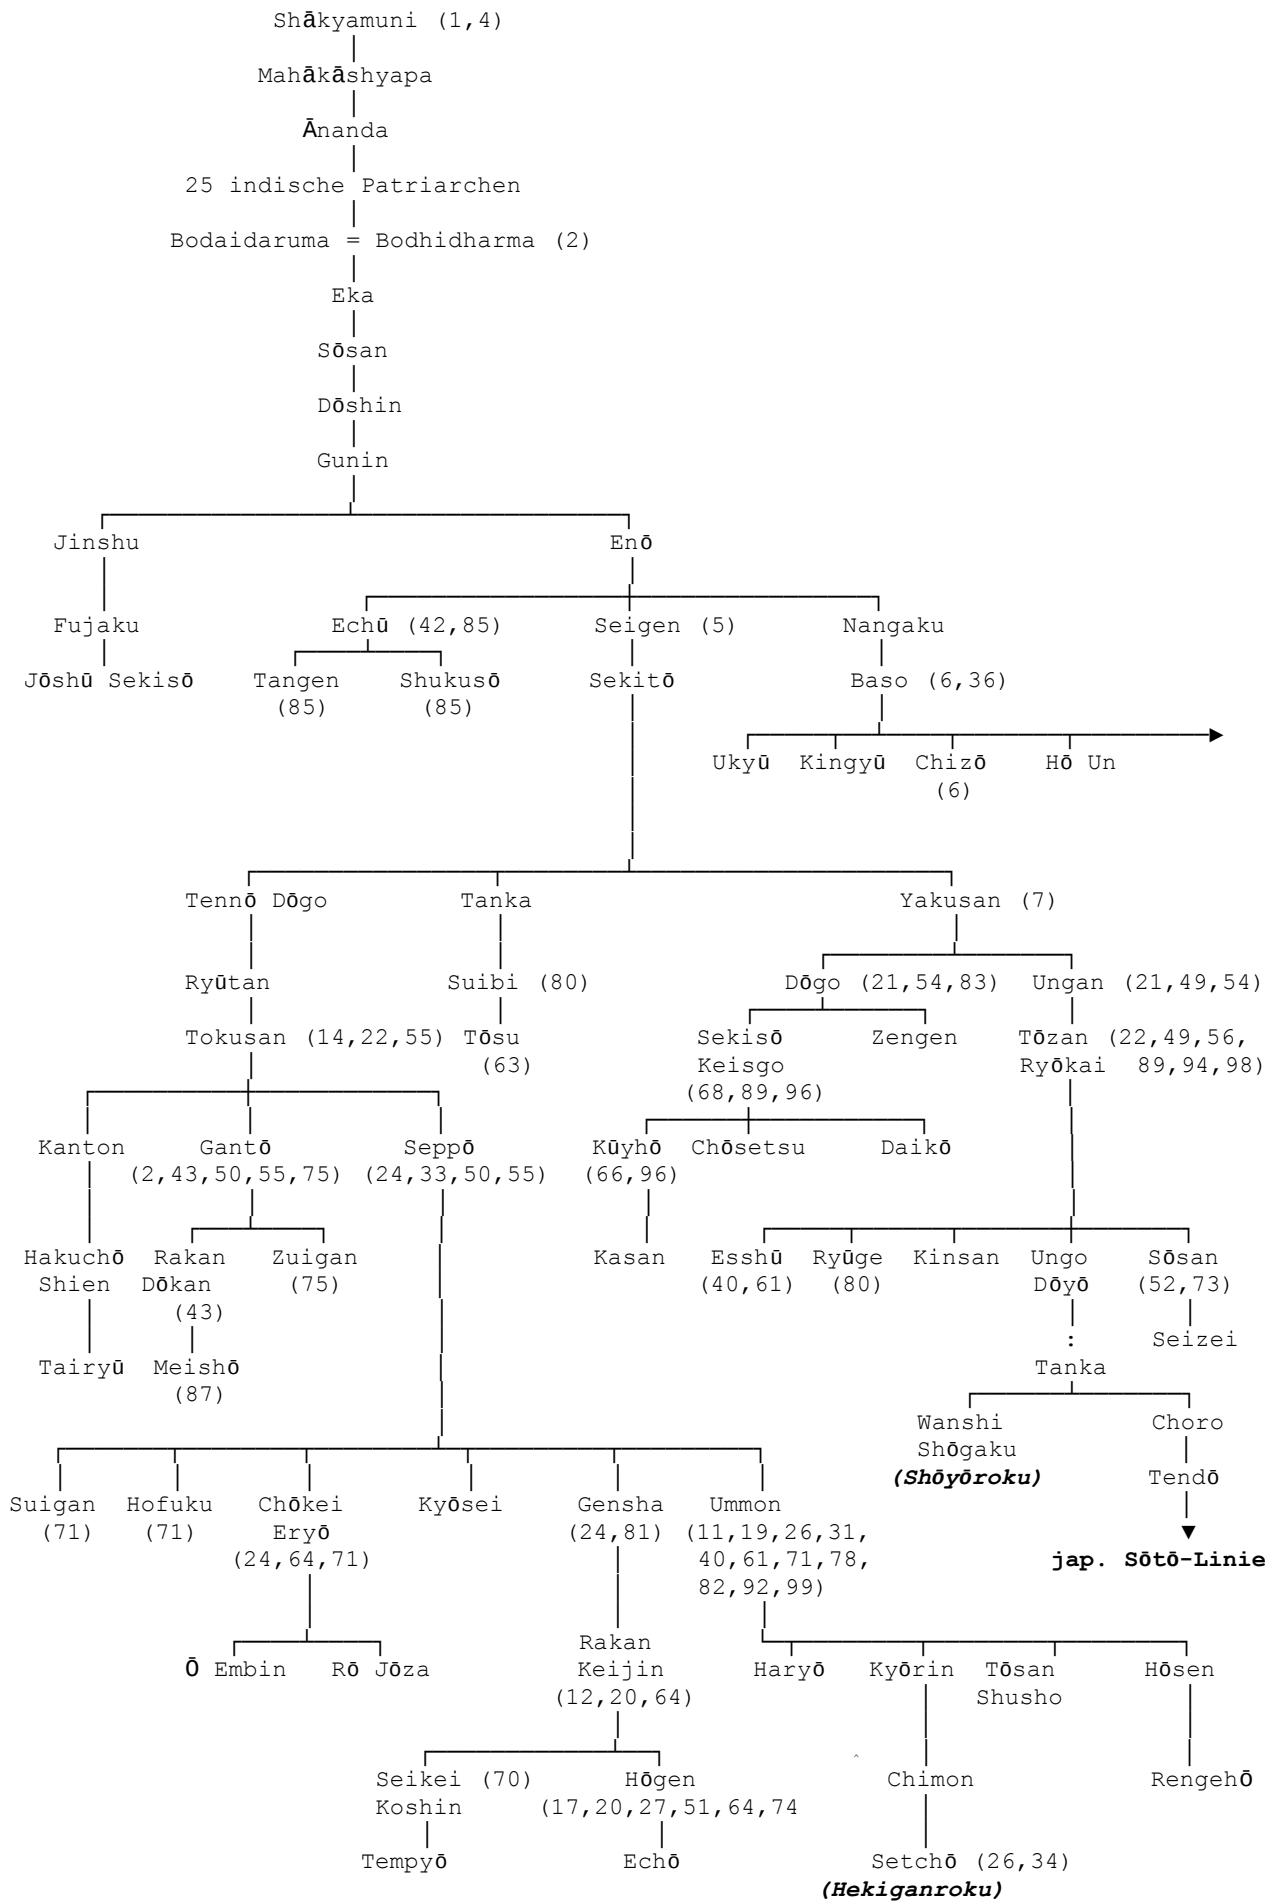 Shākyamuni (1,4)
Mahākāshyapa
Ānanda
25 indische Patriarchen
Bodaidaruma = Bodhidharma (2)
Eka
Sōsan
Dōshin
Gunin
Jinshu Enō
Fujaku Echū (42,85) Seigen (5) Nangaku
Jōshū Sekisō Tangen Shukusō Sekitō Baso (6,36)
(85) (85)
Ukyū Kingyū Chizō Hō Un
(6)
Tennō Dōgo Tanka Yakusan (7)
Ryūtan Suibi (80) Dōgo (21,54,83) Ungan (21,49,54)
Tokusan (14,22,55) Tōsu Sekisō Zengen Tōzan (22,49,56,
(63) Keisgo Ryōkai 89,94,98)
(68,89,96)
Kanton Gantō Seppō Kūyhō Chōsetsu Daikō
(2,43,50,55,75) (24,33,50,55) (66,96)
Hakuchō Rakan Zuigan Kasan Esshū Ryūge Kinsan Ungo Sōsan
Shien Dōkan (75) (40,61) (80) Dōyō (52,73)
(43)
: Seizei
Tairyū Meishō Tanka
(87)
Wanshi Choro
Shōgaku
(Shōyōroku) Tendō
Suigan Hofuku Chōkei Kyōsei Gensha Ummon
(71) (71) Eryō (24,81) (11,19,26,31,
(24,64,71) 40,61,71,78, jap. Sōtō-Linie
82,92,99)
Rakan
Ō Embin Rō Jōza Keijin Haryō Kyōrin Tōsan Hōsen
(12,20,64) Shusho
Seikei (70) Hōgen Chimon RengehŌ
Koshin (17,20,27,51,64,74
Tempyō Echō Setchō (26,34)
(Hekiganroku)